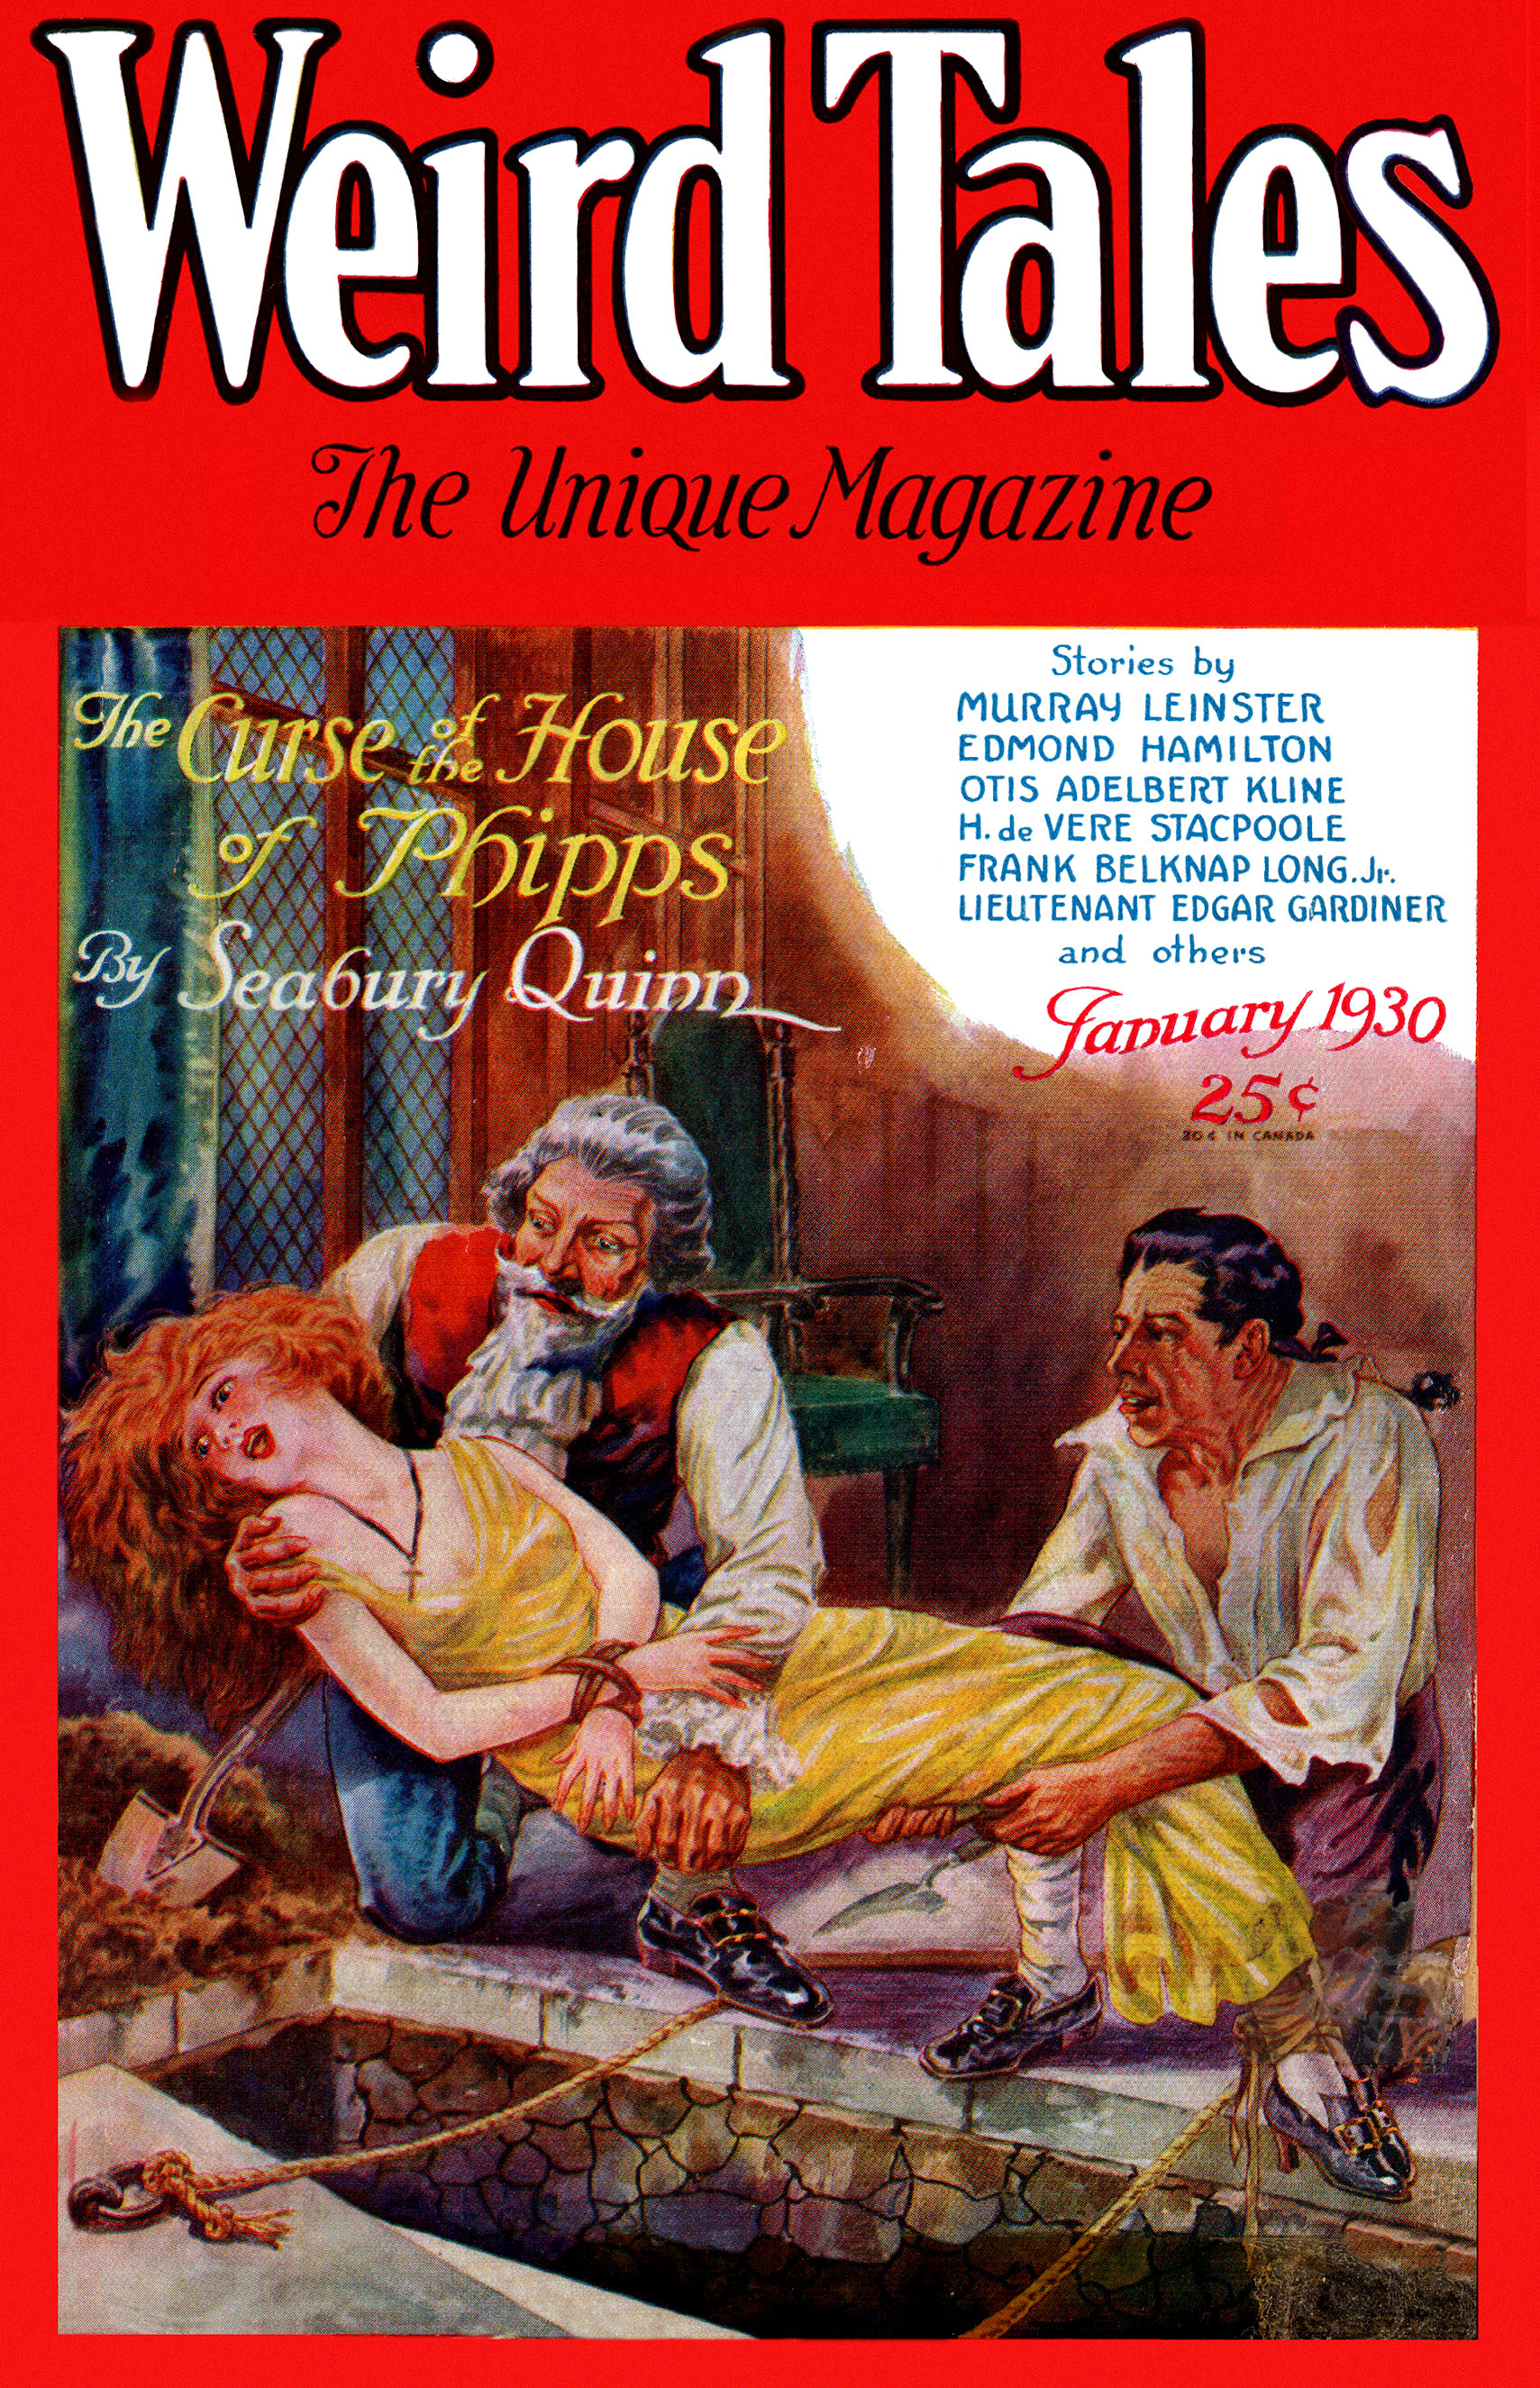 Weird Tales
The Unique Magazine
The Curse of the House
of Phipps
By Seabury Quinn
Stories by
MURRAY LEINSTER
EDMOND HAMILTON
OTIS ADELBERT KLINE
H. de VERE STACPOOLE
FRANK BELKNAP LONG, Jr.
LIEUTENANT EDGAR GARDINER
and others
January 1930
25¢
30¢ IN CANADA